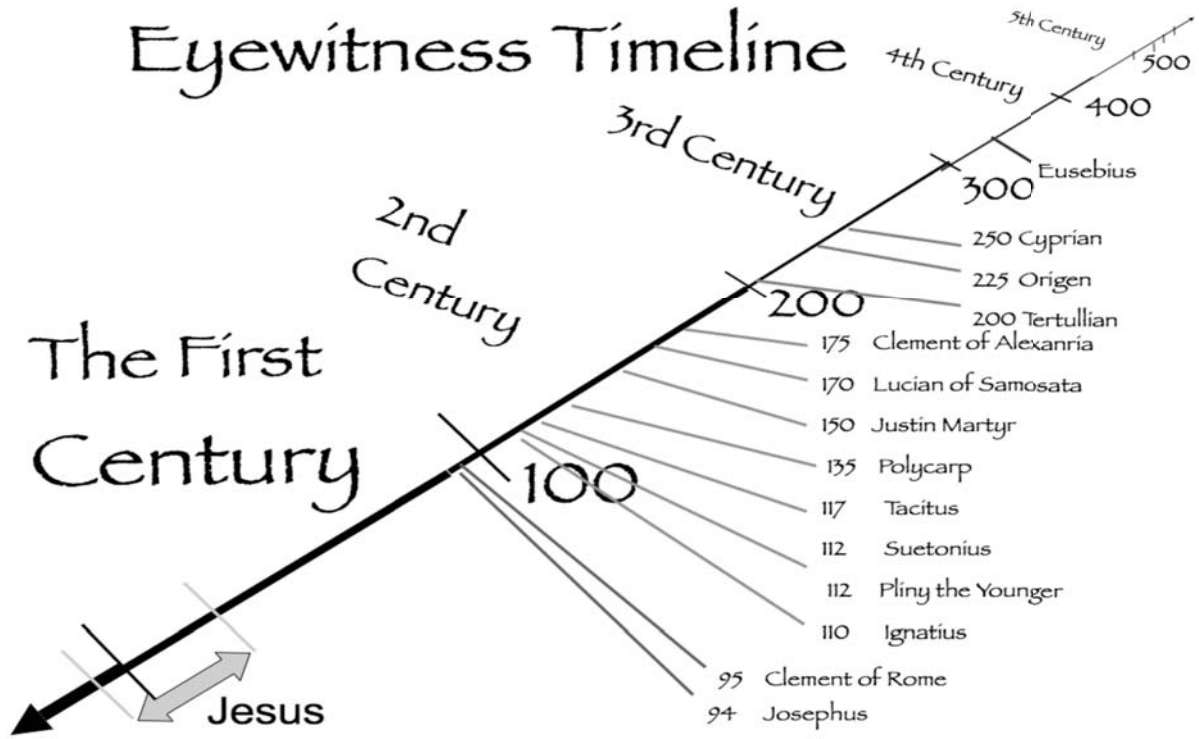 Eyewitness Timeline
5th Century
500
4th Century
400
3rd Century
Eusebius
300
2nd
Century
250 Cyprian
225 Origen
200
200 Tertullian
The First
Century
175 Clement of Alexanria
170 Lucian of Samosata
150 Justin Martyr
135 Polycarp
100
117 Tacitus
112 Suetonius
112 Pliny the Younger
110 Ignatius
95 Clement of Rome
94 Josephus
Jesus